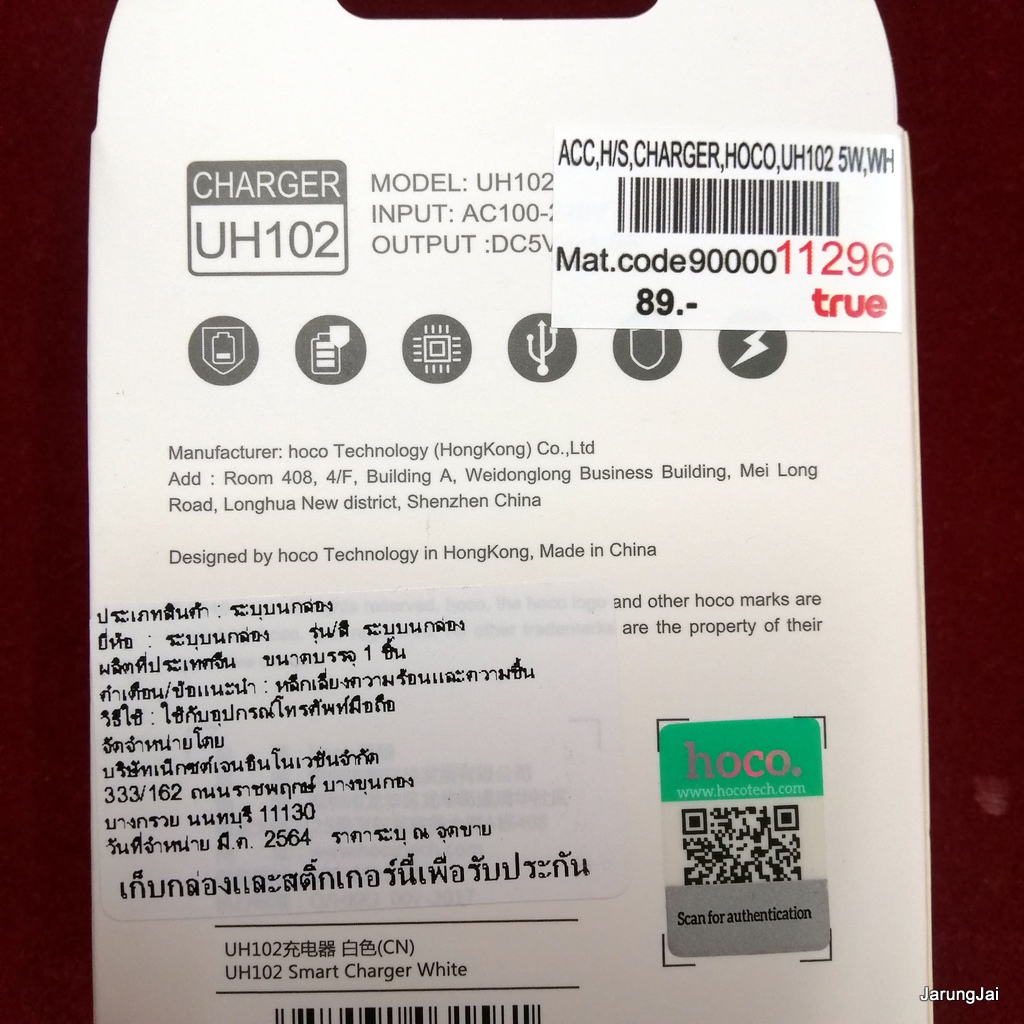 ACC,H/S,CHARGER,HOCO,UH102 5W,WH
Mat.code9000011296
89.-
true
CHARGER
UH102
MODEL: UH102
INPUT: AC100-2
OUTPUT :DC5V
Manufacturer: hoco Technology (HongKong) Co.,Ltd
Add : Room 408, 4/F, Building A, Weidonglong Business Building, Mei Long
Road, Longhua New district, Shenzhen China
Designed by hoco Technology in HongKong, Made in China
and other hoco marks are
are the property of their
ประเภทสินค้า : ระบุบนกล่อง
ยี่ห้อ : ระบุบนกล่อง รุ่น/สี ระบุบนกล่อง
ผลิตที่ประเทศจีน ขนาดบรรจุ 1 ชิ้น
คำเตือน/ข้อแนะนำ : หลีกเลี่ยงความร้อนและความชื้น
วิธีใช้ : ใช้กับอุปกรณ์โทรศัพท์มือถือ
จัดจำหน่ายโดย
บริษัทเน็กซต์เจนอินโนเวชั่นจำกัด
333/162 ถนนราชพฤกษ์ บางขุนกอง
บางกรวย นนทบุรี 11130
วันที่จำหน่าย มี.ค. 2564 ราคาระบุ ณ จุดขาย
เก็บกล่องและสติ๊กเกอร์นี้เพื่อรับประกัน
hoco.
www.hocotech.com
Scan for authentication
UH102充电器 白色(CN)
UH102 Smart Charger White
JarungJai